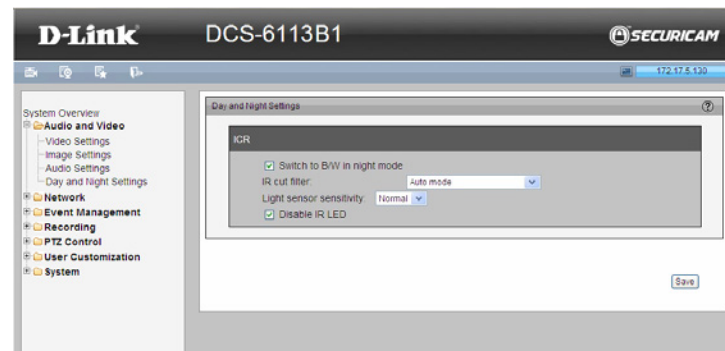 D-Link
DCS-6113B1
SECURICAM
172.17.5.130
System Overview
Audio and Video
Video Settings
Image Settings
Audio Settings
Day and Night Settings
Network
Event Management
Recording
PTZ Control
User Customization
System
Day and Night Settings
ICR
Switch to B/W in night mode
IR cut filter: Auto mode
Light sensor sensitivity: Normal
Disable IR LED
Save